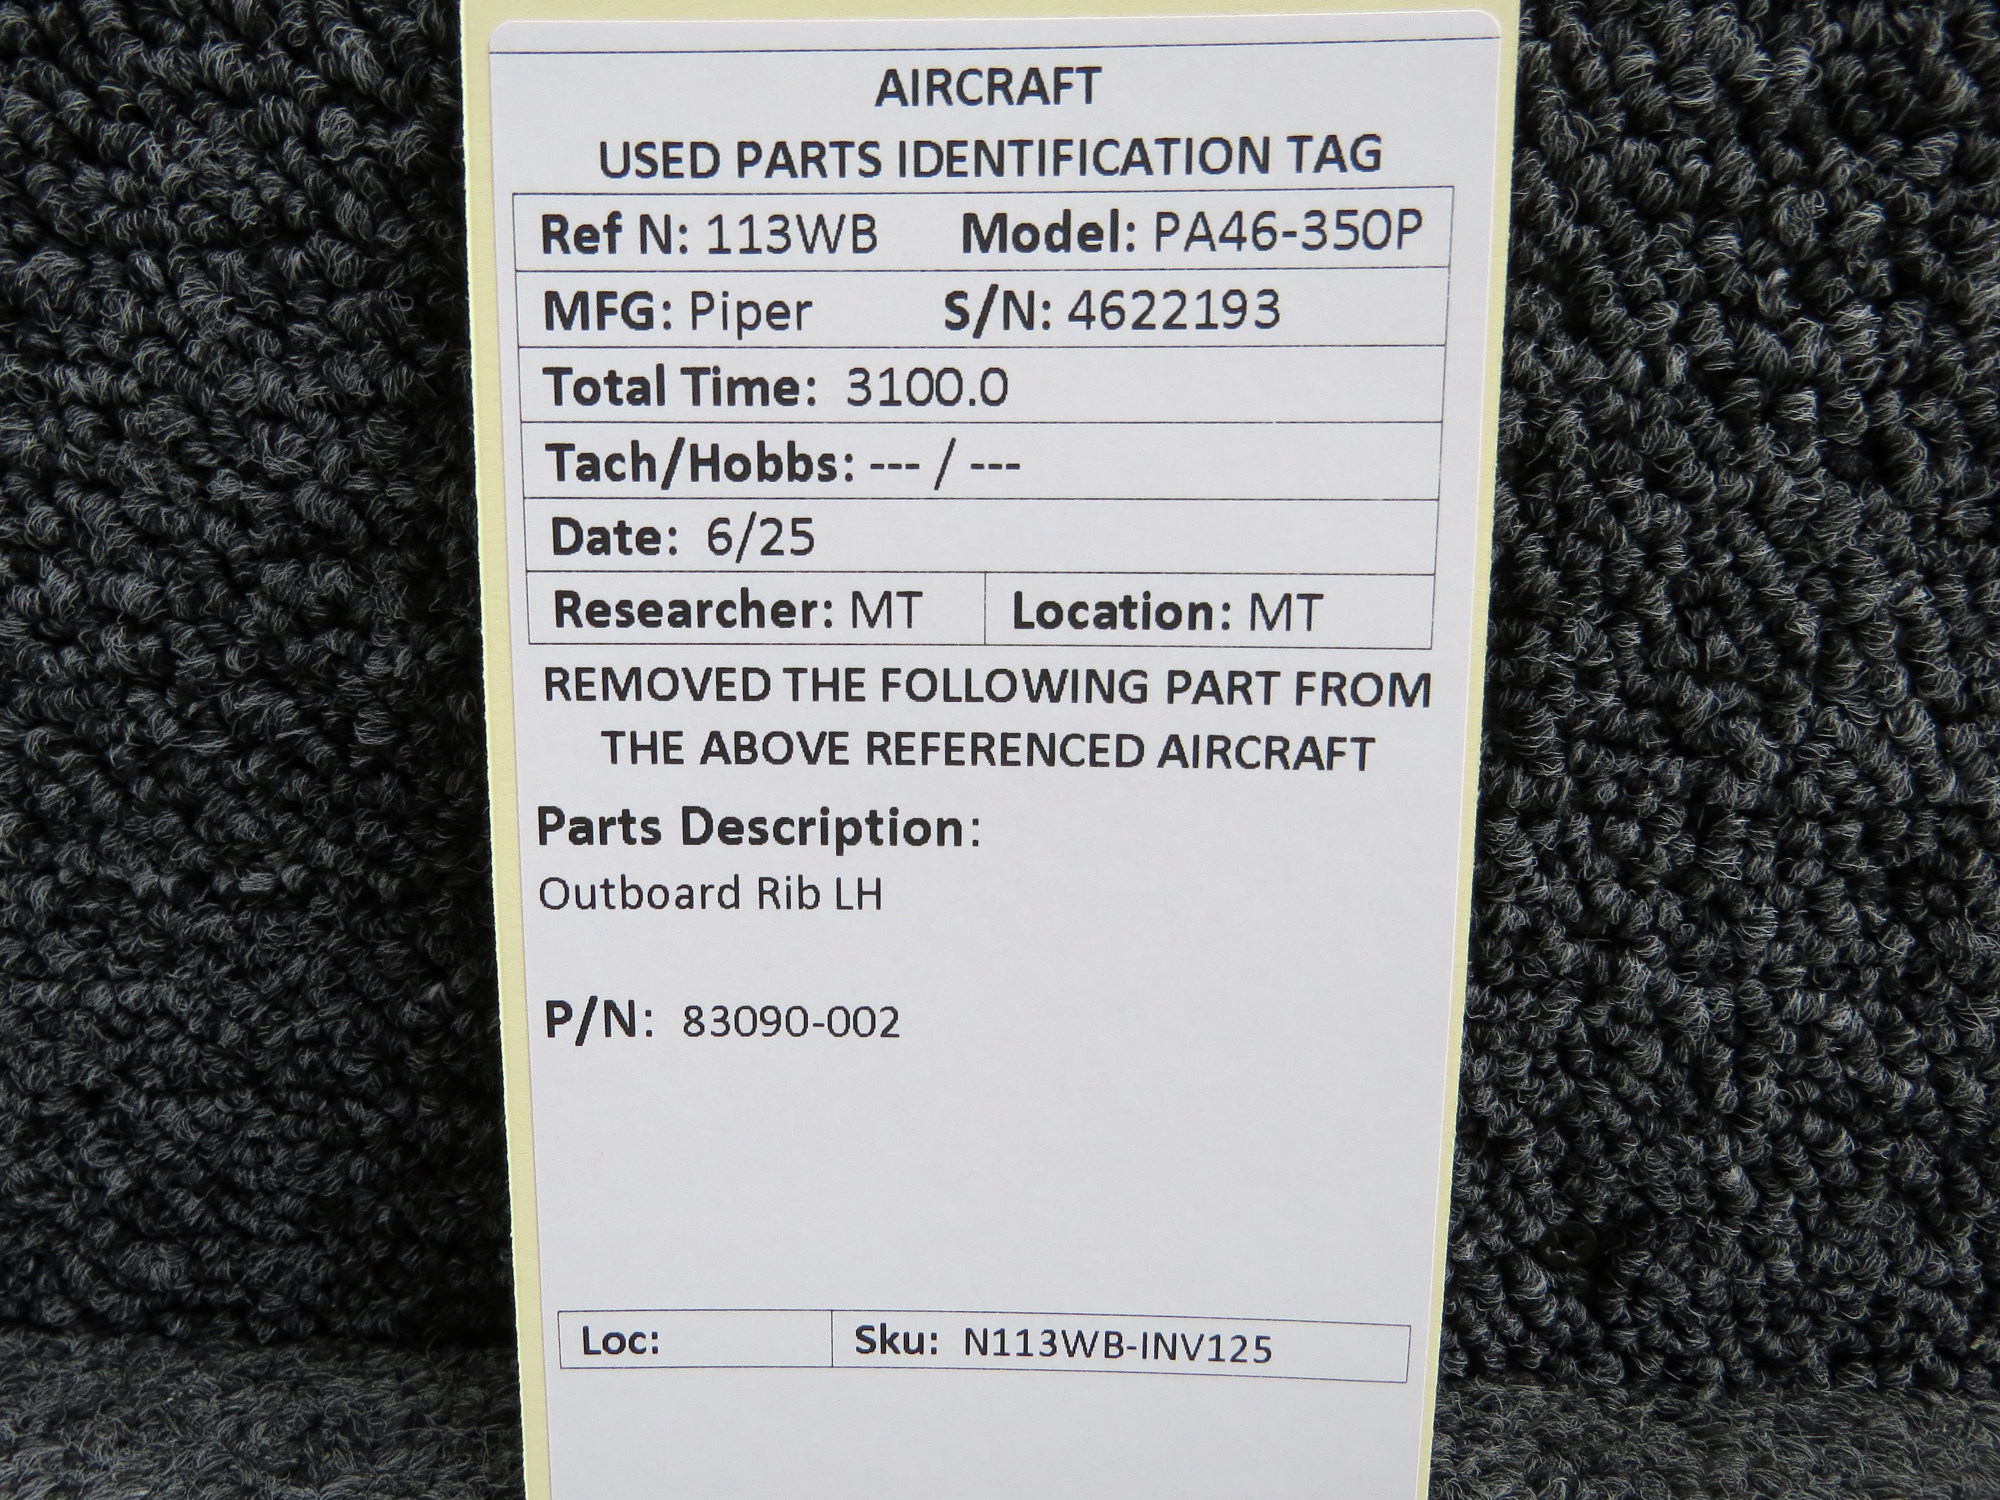 AIRCRAFT
USED PARTS IDENTIFICATION TAG
Ref N: 113WB Model: PA46-350P
MFG: Piper S/N: 4622193
Total Time: 3100.0
Tach/Hobbs: --- / ---
Date: 6/25
Researcher: MT Location: MT
REMOVED THE FOLLOWING PART FROM
THE ABOVE REFERENCED AIRCRAFT
Parts Description:
Outboard Rib LH
P/N: 83090-002
Loc: Sku: N113WB-INV125